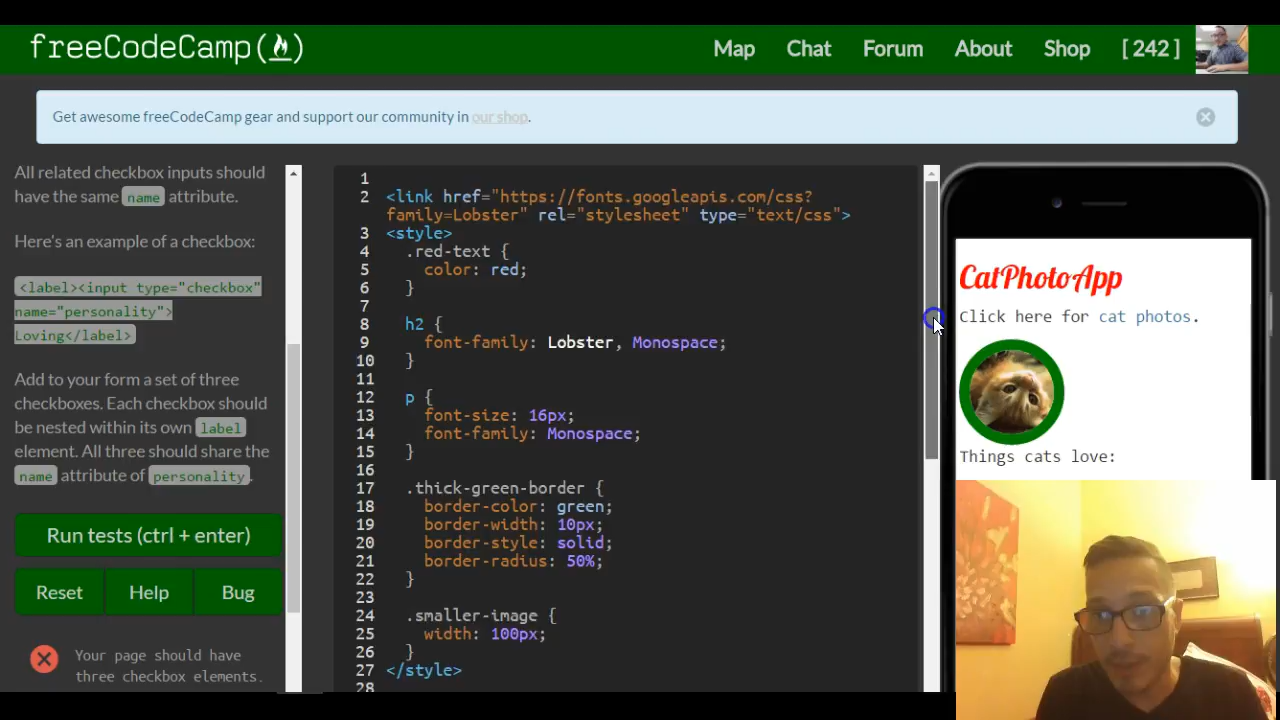 freeCodeCamp(🔥)
Map Chat Forum About Shop [ 242 ]
Get awesome freeCodeCamp gear and support our community in our shop.
All related checkbox inputs should
have the same name attribute.
Here's an example of a checkbox:
<label><input type="checkbox"
name="personality">
Loving</label>
Add to your form a set of three
checkboxes. Each checkbox should
be nested within its own label
element. All three should share the
name attribute of personality.
Run tests (ctrl + enter)
Reset Help Bug
Your page should have
three checkbox elements.
1
2 <link href="https://fonts.googleapis.com/css?
family=Lobster" rel="stylesheet" type="text/css">
3 <style>
4 .red-text {
5 color: red;
6 }
7
8 h2 {
9 font-family: Lobster, Monospace;
10 }
11
12 p {
13 font-size: 16px;
14 font-family: Monospace;
15 }
16
17 .thick-green-border {
18 border-color: green;
19 border-width: 10px;
20 border-style: solid;
21 border-radius: 50%;
22 }
23
24 .smaller-image {
25 width: 100px;
26 }
27 </style>
28
CatPhotoApp
Click here for cat photos.
Things cats love: